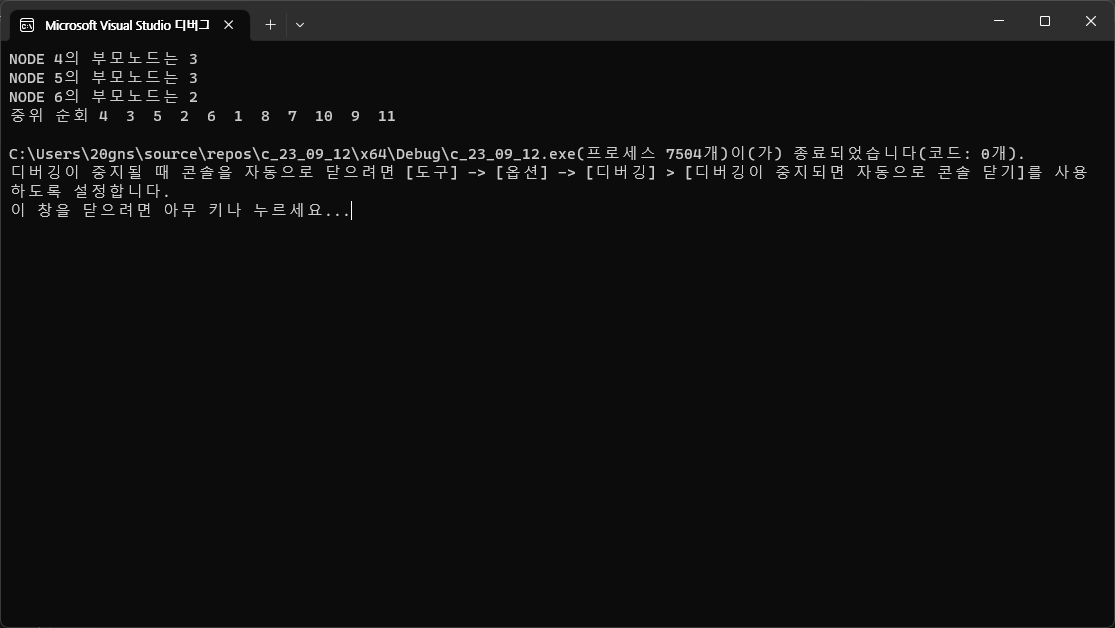 Microsoft Visual Studio 디버그
NODE 4의 부모노드는 3
NODE 5의 부모노드는 3
NODE 6의 부모노드는 2
중위 순회 4 3 5 2 6 1 8 7 10 9 11
C:\Users\20gns\source\repos\c_23_09_12\x64\Debug\c_23_09_12.exe(프로세스 7504개)이(가) 종료되었습니다(코드: 0개).
디버깅이 중지될 때 콘솔을 자동으로 닫으려면 [도구] -> [옵션] -> [디버깅] > [디버깅이 중지되면 자동으로 콘솔 닫기]를 사용
하도록 설정합니다.
이 창을 닫으려면 아무 키나 누르세요...